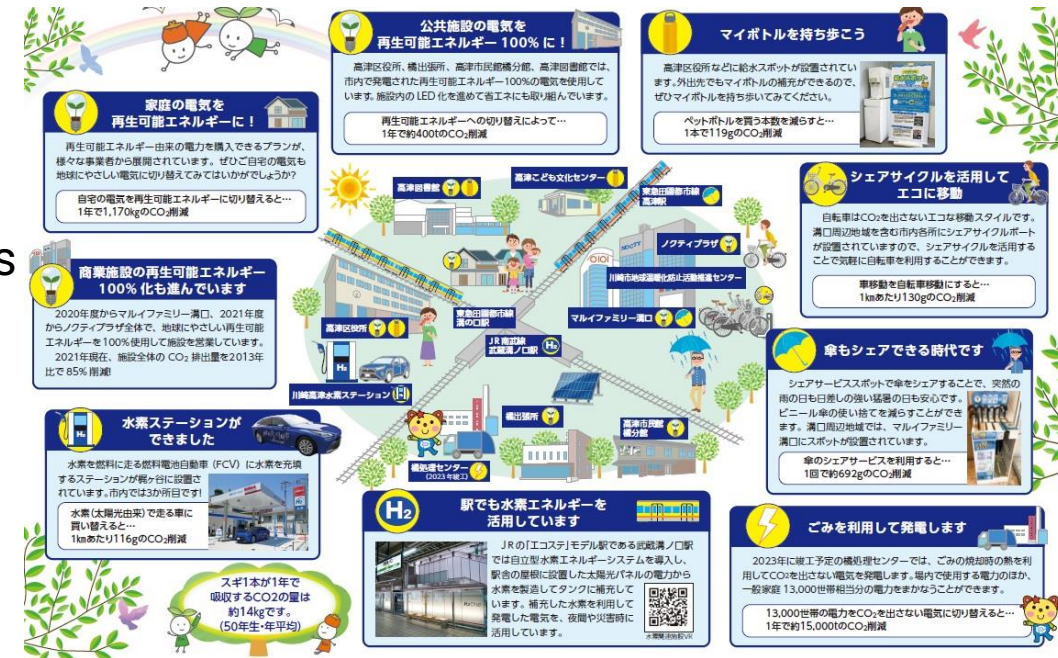 公共施設の電気を
再生可能エネルギー 100% に!
高津区役所、橘出張所、高津市民館橘分館、高津図書館では、
市内で発電された再生可能エネルギー100%の電気を使用して
います。施設内の LED 化を進めて省エネにも取り組んでいます。
再生可能エネルギーへの切り替えによって…
1年で約400tのCO₂削減
マイボトルを持ち歩こう
高津区役所などに給水スポットが設置されてい
ます。外出先でもマイボトルの補充ができるので、
ぜひマイボトルを持ち歩いてみてください。
ペットボトルを買う本数を減らすと…
1本で119gのCO₂削減
家庭の電気を
再生可能エネルギーに!
再生可能エネルギー由来の電力を購入できるプランが、
様々な事業者から展開されています。ぜひご自宅の電気も
地球にやさしい電気に切り替えてみてはいかがでしょうか?
自宅の電気を再生可能エネルギーに切り替えると…
1年で1,170kgのCO₂削減
シェアサイクルを活用して
エコに移動
自転車はCO₂を出さないエコな移動スタイルです。
溝口周辺地域を含む市内各所にシェアサイクルポート
が設置されていますので、シェアサイクルを活用する
ことで気軽に自転車を利用することができます。
車移動を自転車移動にすると…
1kmあたり130gのCO₂削減
S
商業施設の再生可能エネルギー
100% 化も進んでいます
2020年度からマルイファミリー溝口、2021年度
からノクティプラザ全体で、地球にやさしい再生可能
エネルギーを100%使用して施設を営業しています。
2021年現在、施設全体の CO₂ 排出量を2013年
比で 85% 削減!
高津図書館
高津こども文化センター
東急田園都市線
高津駅
NOCTY
OIOI
ノクティプラザ
川崎市地球温暖化防止活動推進センター
マルイファミリー溝口
東急田園都市線
溝の口駅
高津区役所
JR南武線
武蔵溝ノ口駅
H₂
H₂
川崎高津水素ステーション
H₂
橘出張所
高津市民館
橘分館
橘処理センター
(2023 年竣工)
傘もシェアできる時代です
シェアサービススポットで傘をシェアすることで、突然の
雨の日も日差しの強い猛暑の日も安心です。
ビニール傘の使い捨てを減らすことができ
ます。溝口周辺地域では、マルイファミリー
溝口にスポットが設置されています。
傘のシェアサービスを利用すると…
1回で約692gのCO₂削減
H₂
水素ステーションが
できました
水素を燃料に走る燃料電池自動車(FCV)に水素を充填
するステーションが梶ヶ谷に設置さ
れています。市内では3か所目です!
水素(太陽光由来)で走る車に
買い替えると…
1kmあたり116gのCO₂削減
H₂
駅でも水素エネルギーを
活用しています
JRの「エコステ」モデル駅である武蔵溝ノ口駅
では自立型水素エネルギーシステムを導入し、
駅舎の屋根に設置した太陽光パネルの電力から
水素を製造してタンクに補充して
います。補充した水素を利用して
発電した電気を、夜間や災害時に
活用しています。
水素関連施設VR
ごみを利用して発電します
2023年に竣工予定の橘処理センターでは、ごみの焼却時の熱を利
用してCO₂を出さない電気を発電します。場内で使用する電力のほか、
一般家庭 13,000世帯相当分の電力をまかなうことができます。
13,000世帯の電力をCO₂を出さない電気に切り替えると…
1年で約15,000tのCO₂削減
スギ1本が1年で
吸収するCO2の量は
約14kgです。
(50年生・年平均)